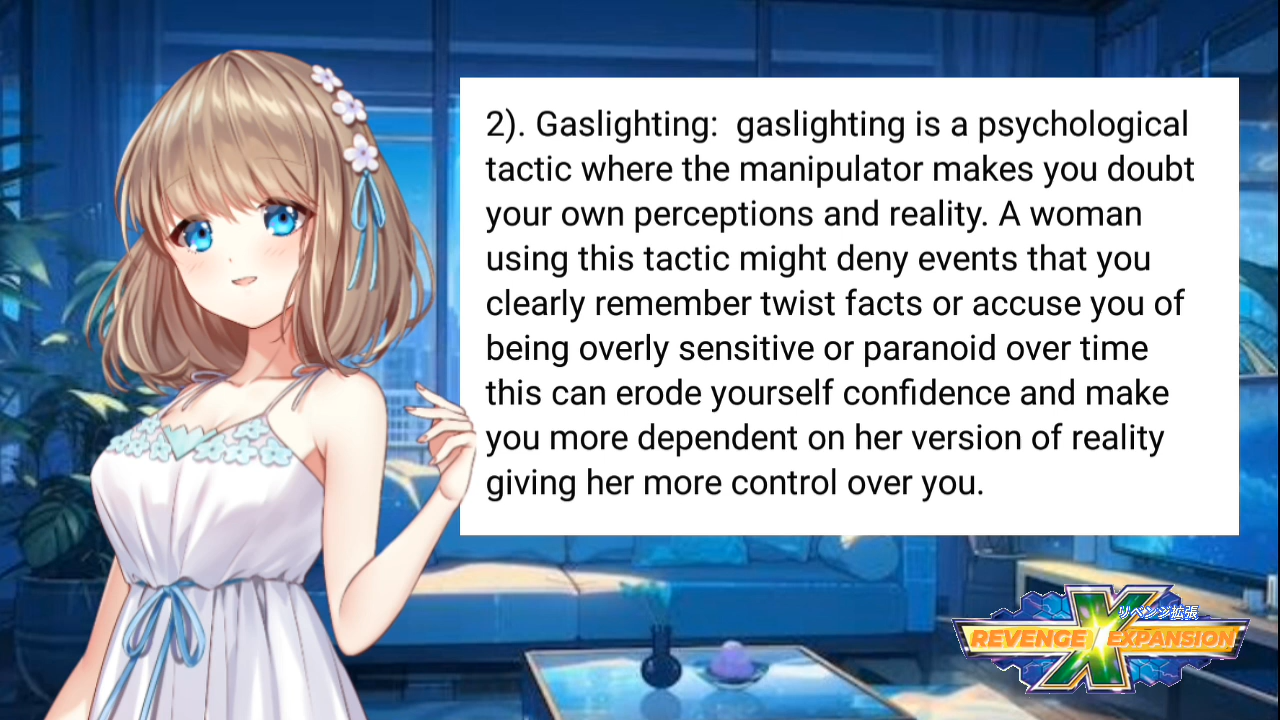 2). Gaslighting:  gaslighting is a psychological
tactic where the manipulator makes you doubt
your own perceptions and reality. A woman
using this tactic might deny events that you
clearly remember twist facts or accuse you of
being overly sensitive or paranoid over time
this can erode yourself confidence and make
you more dependent on her version of reality
giving her more control over you.
リベンジ拡張
REVENGE X EXPANSION